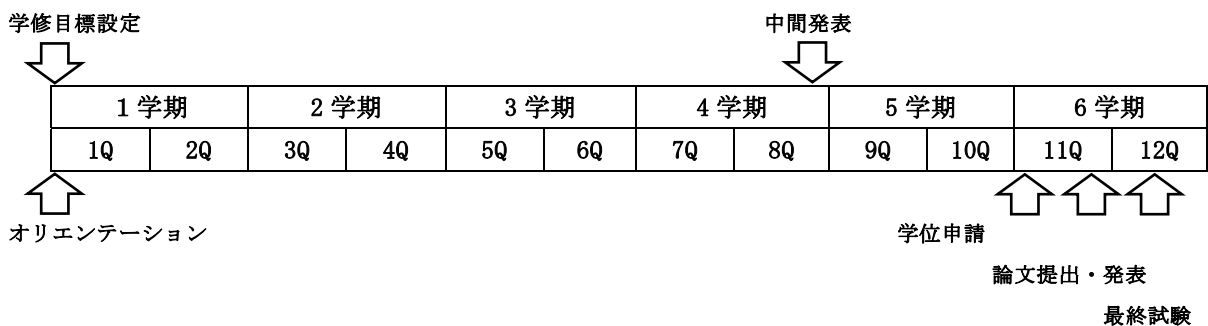 学修目標設定 中間発表
1 学期 2 学期 3 学期 4 学期 5 学期 6 学期
1Q 2Q 3Q 4Q 5Q 6Q 7Q 8Q 9Q 10Q 11Q 12Q
オリエンテーション 学位申請
論文提出・発表
最終試験